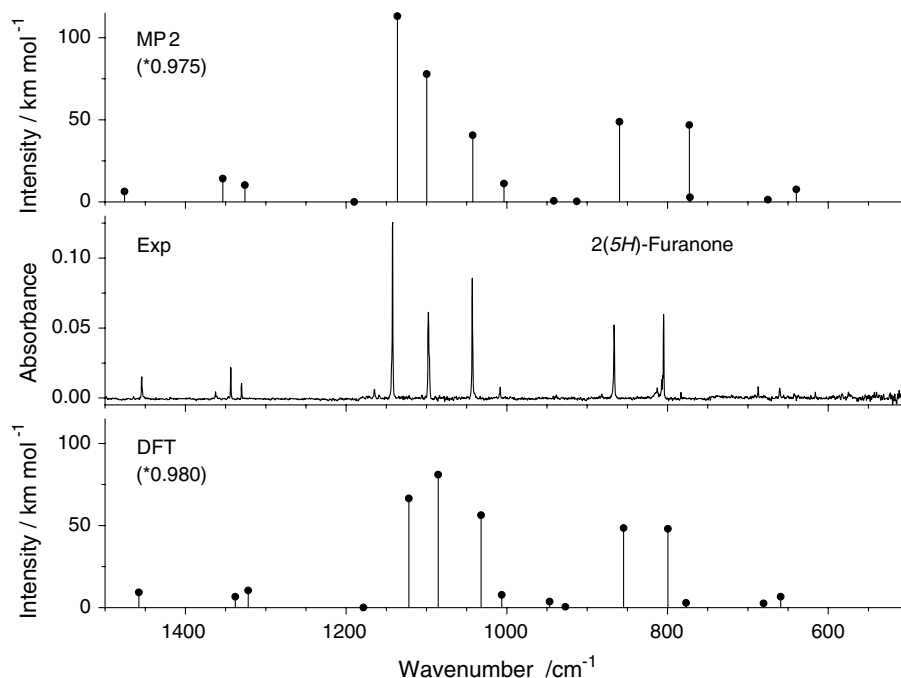 MP2
(*0.975)
Intensity / km mol⁻¹
100
50
0
Exp
2(5H)-Furanone
Absorbance
0.10
0.05
0.00
DFT
(*0.980)
Intensity / km mol⁻¹
100
50
0
1400 1200 1000 800 600
Wavenumber /cm⁻¹